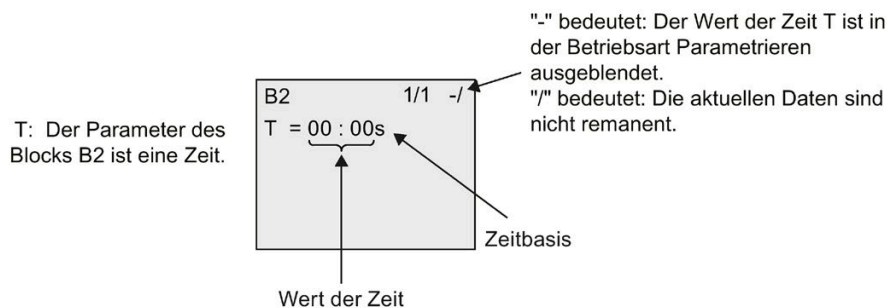 "-" bedeutet: Der Wert der Zeit T ist in
der Betriebsart Parametrieren
ausgeblendet.
"/" bedeutet: Die aktuellen Daten sind
nicht remanent.
B2 1/1 -/
T = 00 : 00s
T: Der Parameter des
Blocks B2 ist eine Zeit.
Zeitbasis
Wert der Zeit